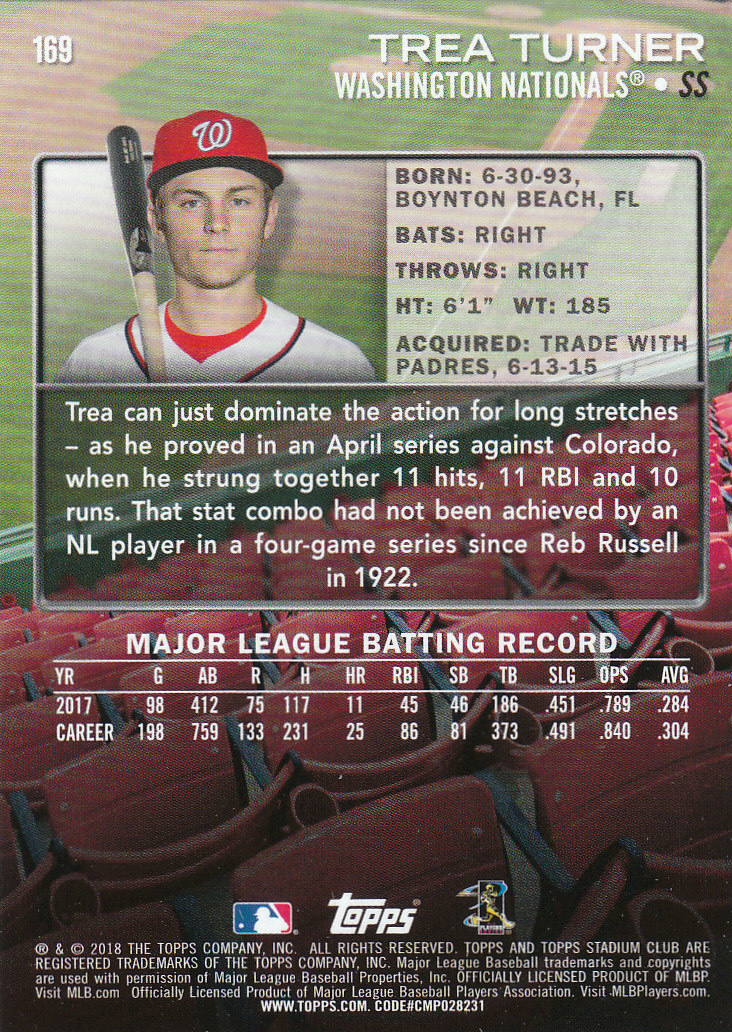 169
TREA TURNER
WASHINGTON NATIONALS® • SS
W
BORN: 6-30-93,
BOYNTON BEACH, FL
BATS: RIGHT
THROWS: RIGHT
HT: 6'1" WT: 185
ACQUIRED: TRADE WITH
PADRES, 6-13-15
Trea can just dominate the action for long stretches
– as he proved in an April series against Colorado,
when he strung together 11 hits, 11 RBI and 10
runs. That stat combo had not been achieved by an
NL player in a four-game series since Reb Russell
in 1922.
MAJOR LEAGUE BATTING RECORD
YR G AB R H HR RBI SB TB SLG OPS AVG
2017 98 412 75 117 11 45 46 186 .451 .789 .284
CAREER 198 759 133 231 25 86 81 373 .491 .840 .304
TOPPS®
PLAYERS
® & © 2018 THE TOPPS COMPANY, INC. ALL RIGHTS RESERVED. TOPPS AND TOPPS STADIUM CLUB ARE
REGISTERED TRADEMARKS OF THE TOPPS COMPANY, INC. Major League Baseball trademarks and copyrights
are used with permission of Major League Baseball Properties, Inc. OFFICIALLY LICENSED PRODUCT OF MLBP.
Visit MLB.com Officially Licensed Product of Major League Baseball Players Association. Visit MLBPlayers.com.
WWW.TOPPS.COM. CODE#CMP028231